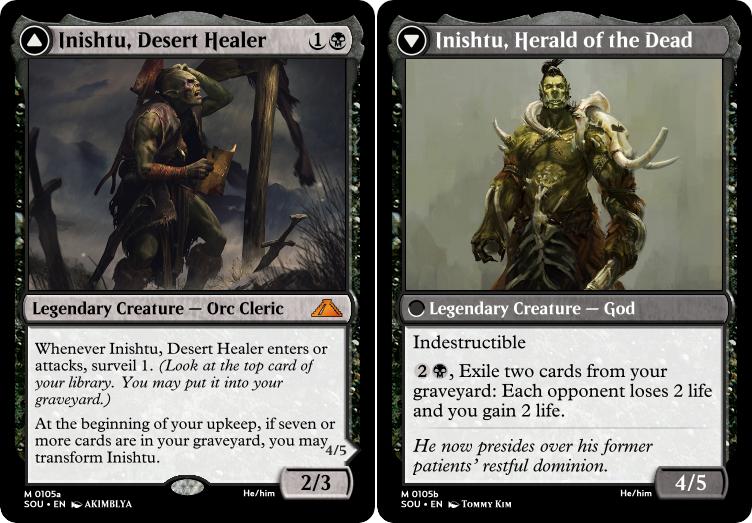 Inishtu, Desert Healer
1
Legendary Creature — Orc Cleric
Whenever Inishtu, Desert Healer enters or
attacks, surveil 1. (Look at the top card of
your library. You may put it into your
graveyard.)
At the beginning of your upkeep, if seven or
more cards are in your graveyard, you may
transform Inishtu.
4/5
2/3
M 0105a
SOU • EN AKIMBLYA
He/him
Inishtu, Herald of the Dead
Legendary Creature — God
Indestructible
2 , Exile two cards from your
graveyard: Each opponent loses 2 life
and you gain 2 life.
He now presides over his former
patients' restful dominion.
4/5
M 0105b
SOU • EN Tommy Kim
He/him